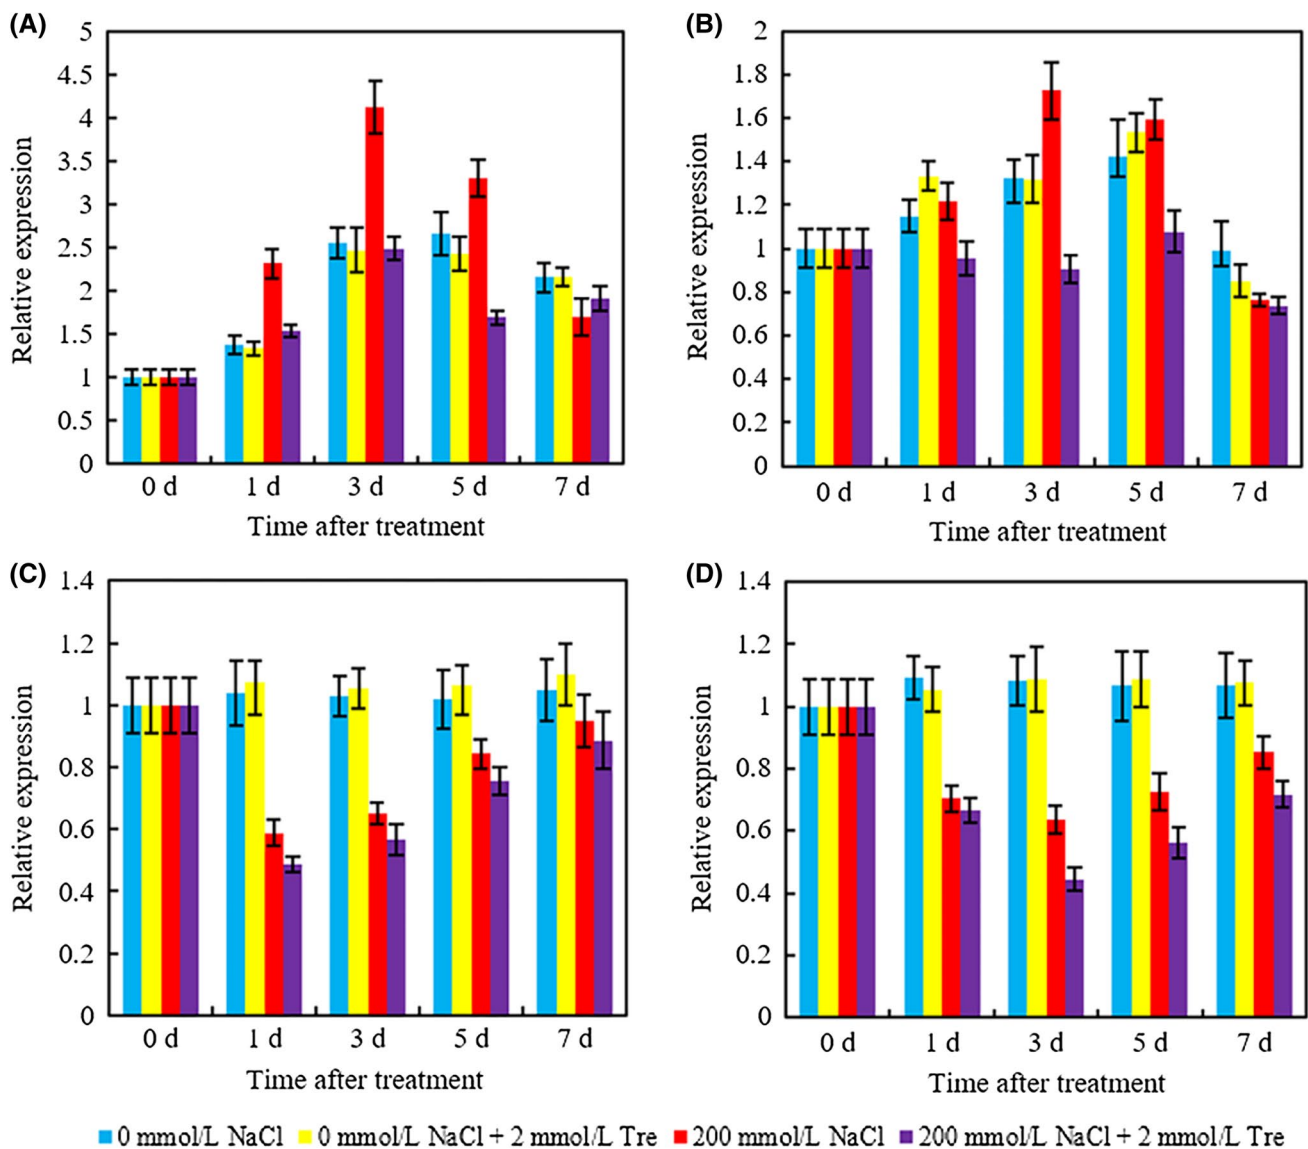 (A)
5
4.5
4
3.5
3
2.5
2
1.5
1
0.5
0
Relative expression
0 d 1 d 3 d 5 d 7 d
Time after treatment
(B)
2
1.8
1.6
1.4
1.2
1
0.8
0.6
0.4
0.2
0
Relative expression
0 d 1 d 3 d 5 d 7 d
Time after treatment
(C)
1.4
1.2
1
0.8
0.6
0.4
0.2
0
Relative expression
0 d 1 d 3 d 5 d 7 d
Time after treatment
(D)
1.4
1.2
1
0.8
0.6
0.4
0.2
0
Relative expression
0 d 1 d 3 d 5 d 7 d
Time after treatment
0 mmol/L NaCl 0 mmol/L NaCl + 2 mmol/L Tre 200 mmol/L NaCl 200 mmol/L NaCl + 2 mmol/L Tre